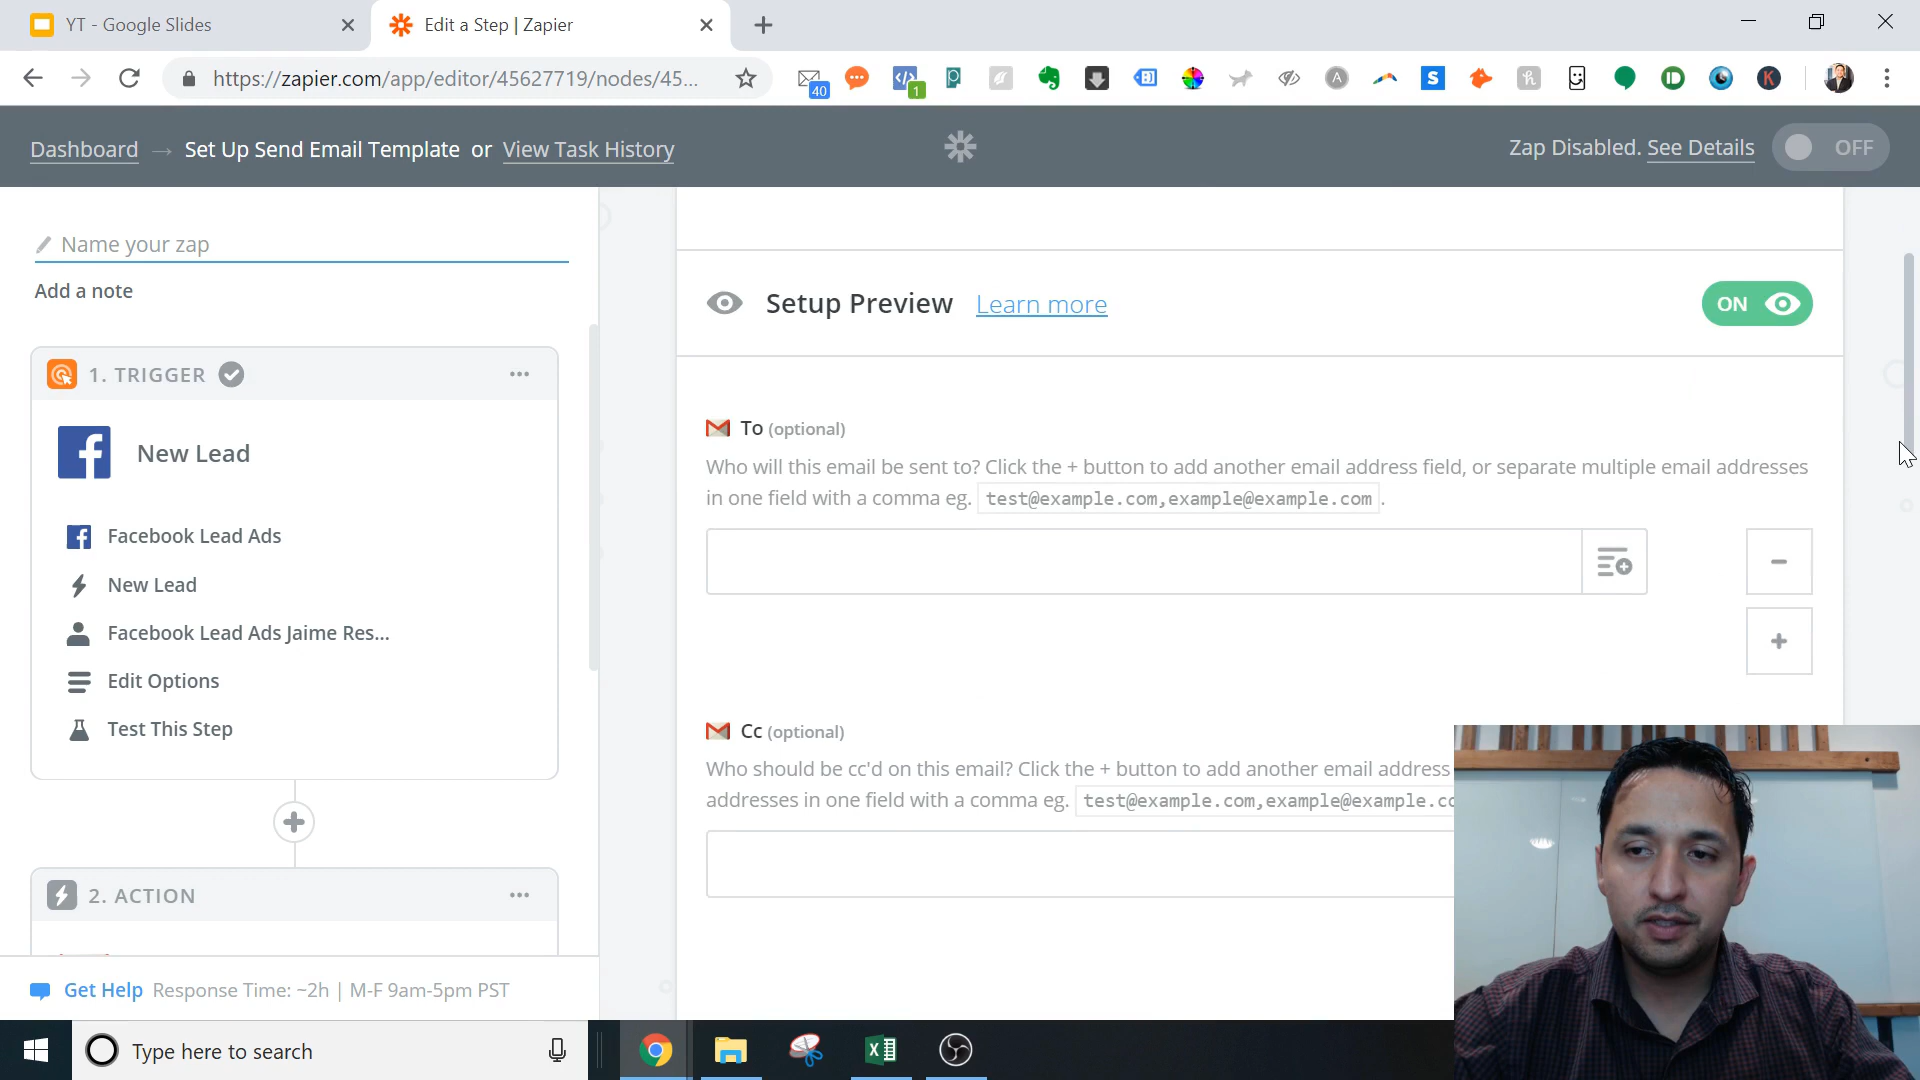 YT - Google Slides
Edit a Step | Zapier
https://zapier.com/app/editor/45627719/nodes/45...
40
1
Dashboard → Set Up Send Email Template or View Task History
Zap Disabled. See Details
OFF
Name your zap
Add a note
1. TRIGGER
New Lead
Facebook Lead Ads
New Lead
Facebook Lead Ads Jaime Res...
Edit Options
Test This Step
2. ACTION
Get Help Response Time: ~2h | M-F 9am-5pm PST
Setup Preview Learn more
ON
To (optional)
Who will this email be sent to? Click the + button to add another email address field, or separate multiple email addresses
in one field with a comma eg. test@example.com,example@example.com .
Cc (optional)
Who should be cc'd on this email? Click the + button to add another email address
addresses in one field with a comma eg. test@example.com,example@example.co
Type here to search